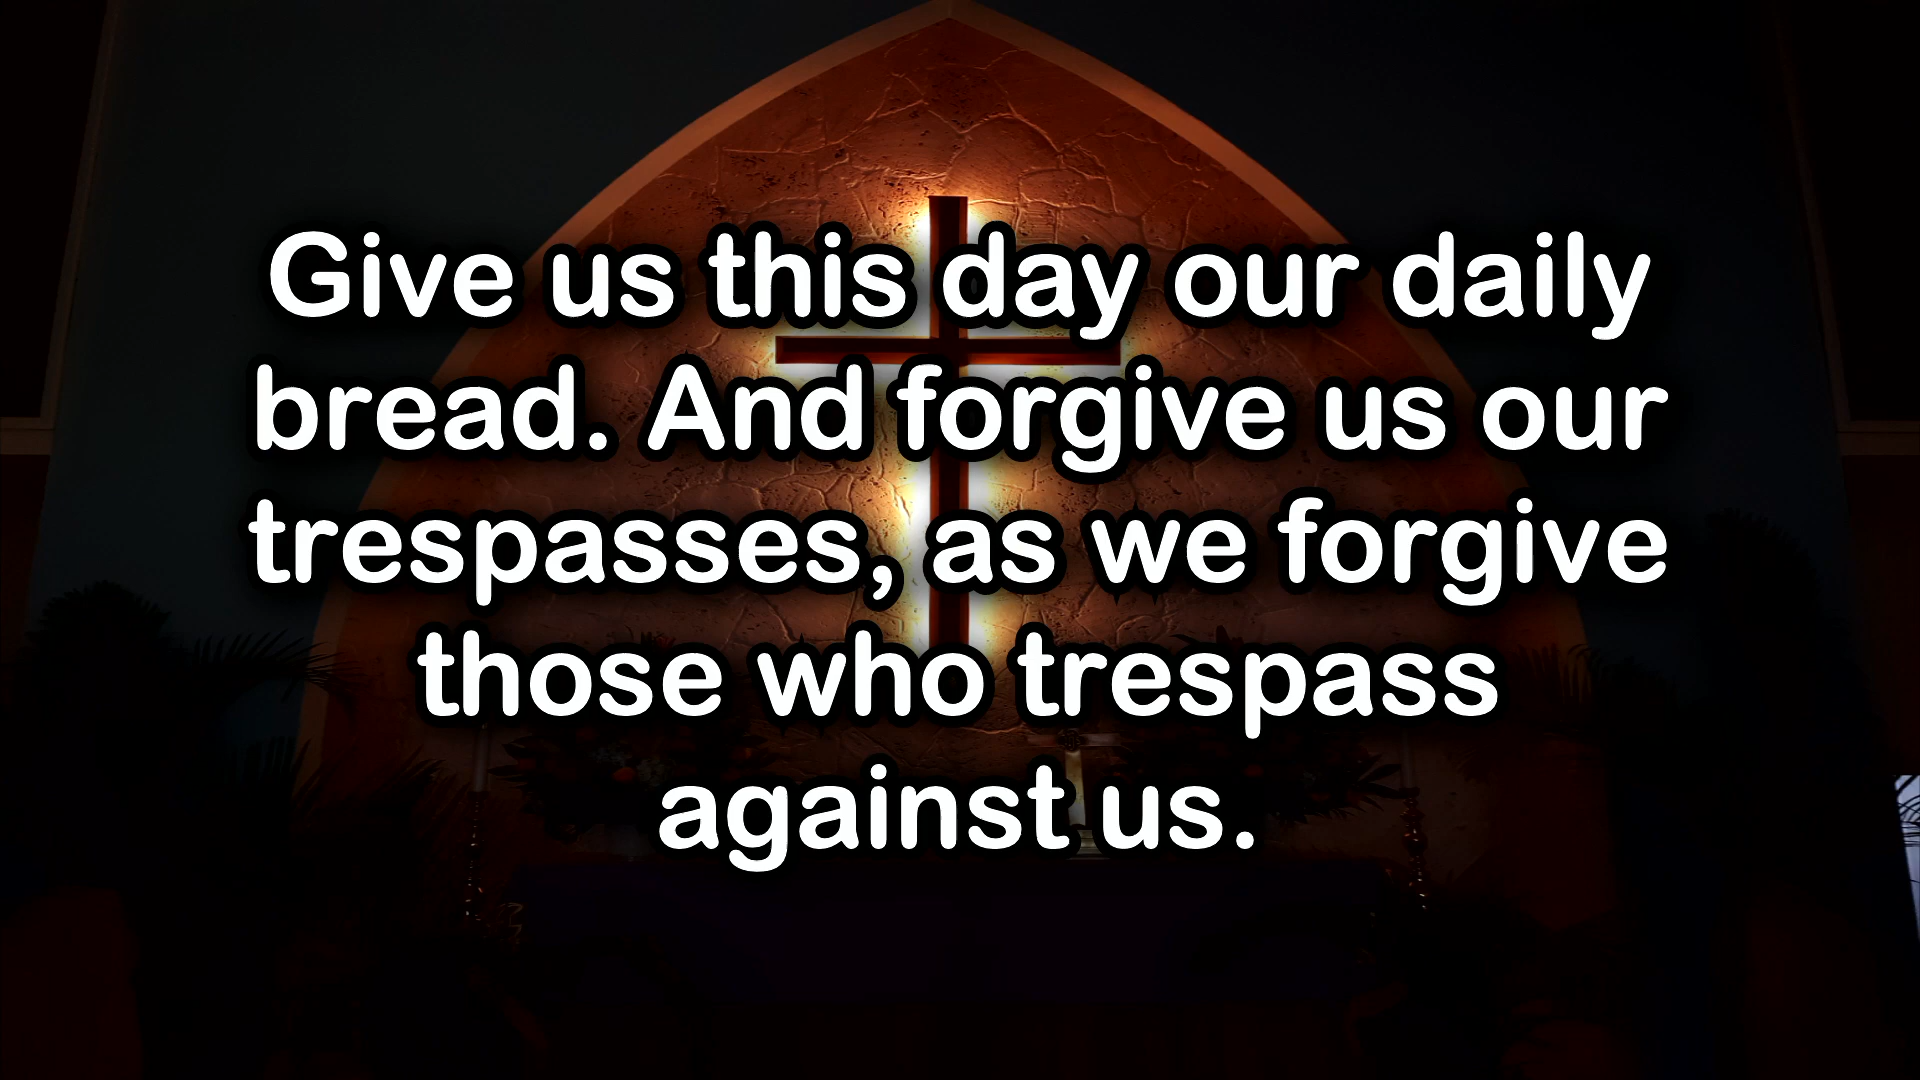 Give us this day our daily
bread. And forgive us our
trespasses, as we forgive
those who trespass
against us.